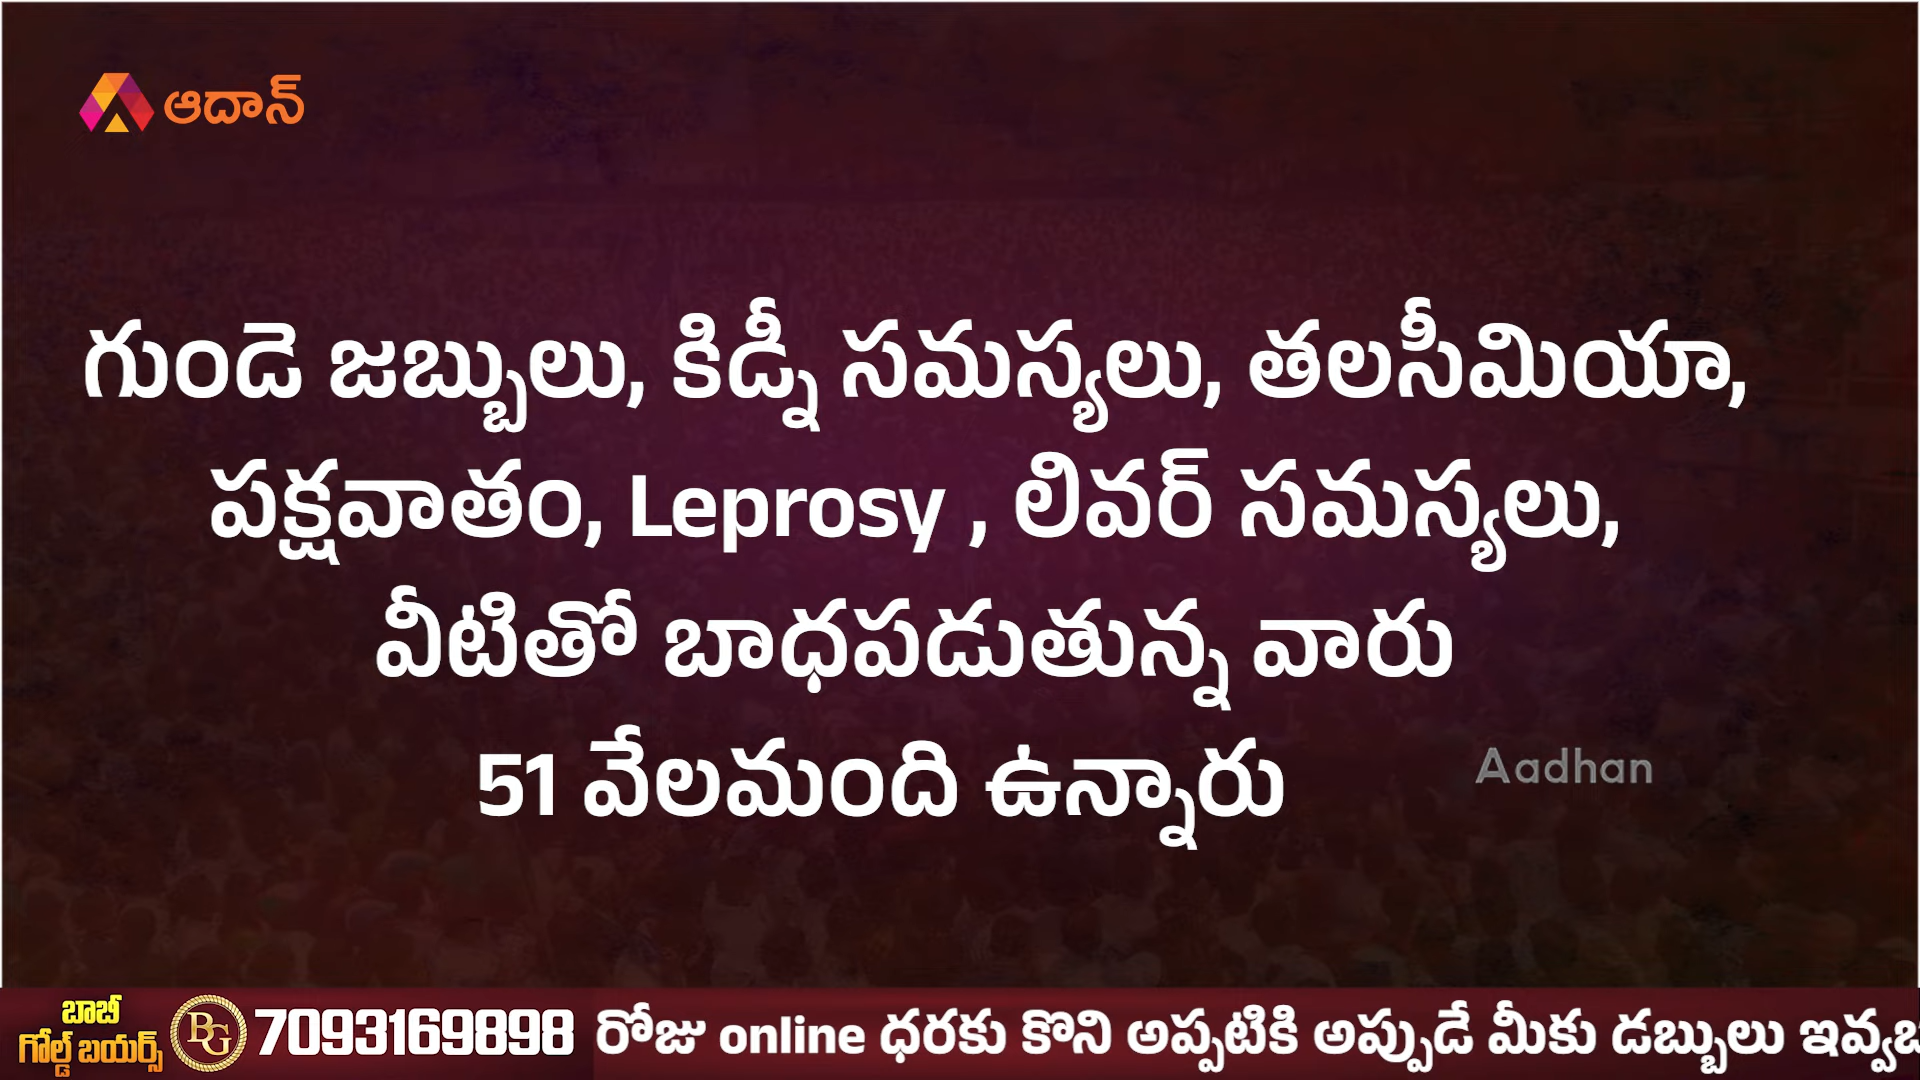 ఆదాన్
గుండె జబ్బులు, కిడ్నీ సమస్యలు, తలసీమియా,
పక్షవాతం, Leprosy , లివర్ సమస్యలు,
వీటితో బాధపడుతున్న వారు
51 వేలమంది ఉన్నారు
Aadhan
బాబీ
గోల్డ్ బయర్స్
BG
7093169898 రోజు online ధరకు కొని అప్పటికి అప్పుడే మీకు డబ్బులు